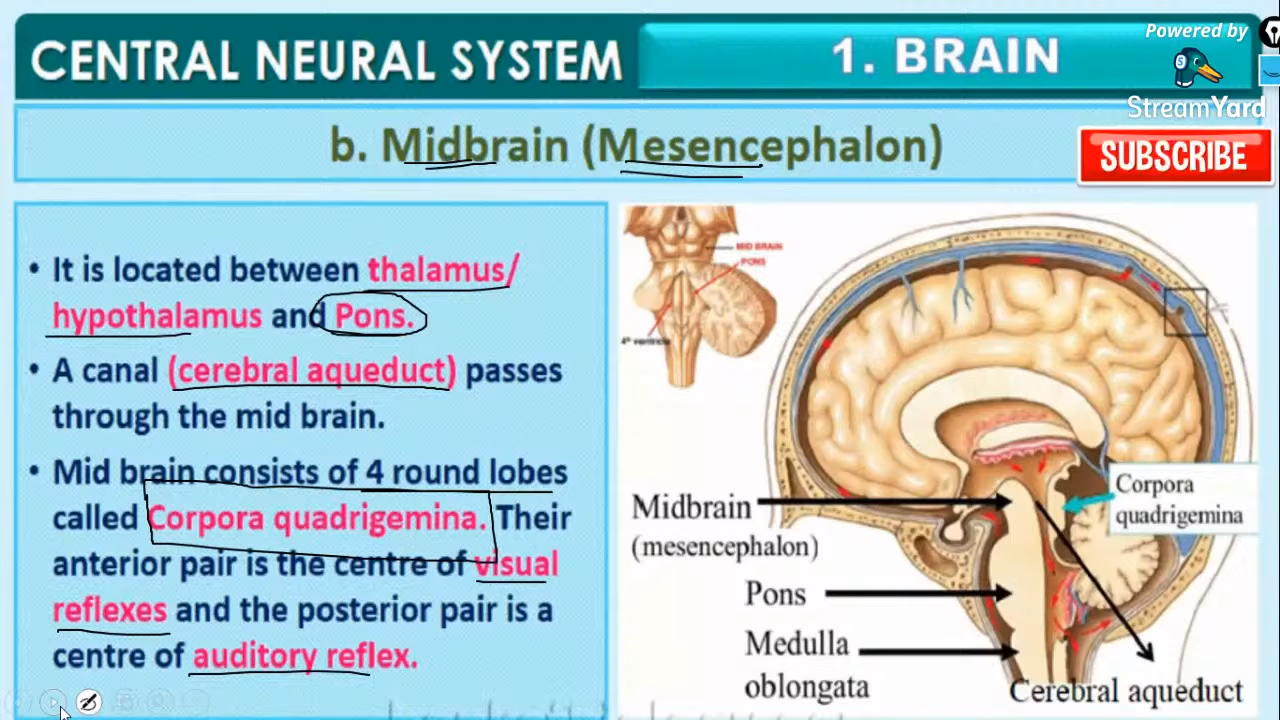 CENTRAL NEURAL SYSTEM
1. BRAIN
Powered by
StreamYard
b. Midbrain (Mesencephalon)
SUBSCRIBE
• It is located between thalamus/
hypothalamus and Pons.
• A canal (cerebral aqueduct) passes
through the mid brain.
• Mid brain consists of 4 round lobes
called Corpora quadrigemina. Their
anterior pair is the centre of visual
reflexes and the posterior pair is a
centre of auditory reflex.
MID BRAIN
PONS
4th ventricle
Corpora
quadrigemina
Midbrain
(mesencephalon)
Pons
Medulla
oblongata
Cerebral aqueduct